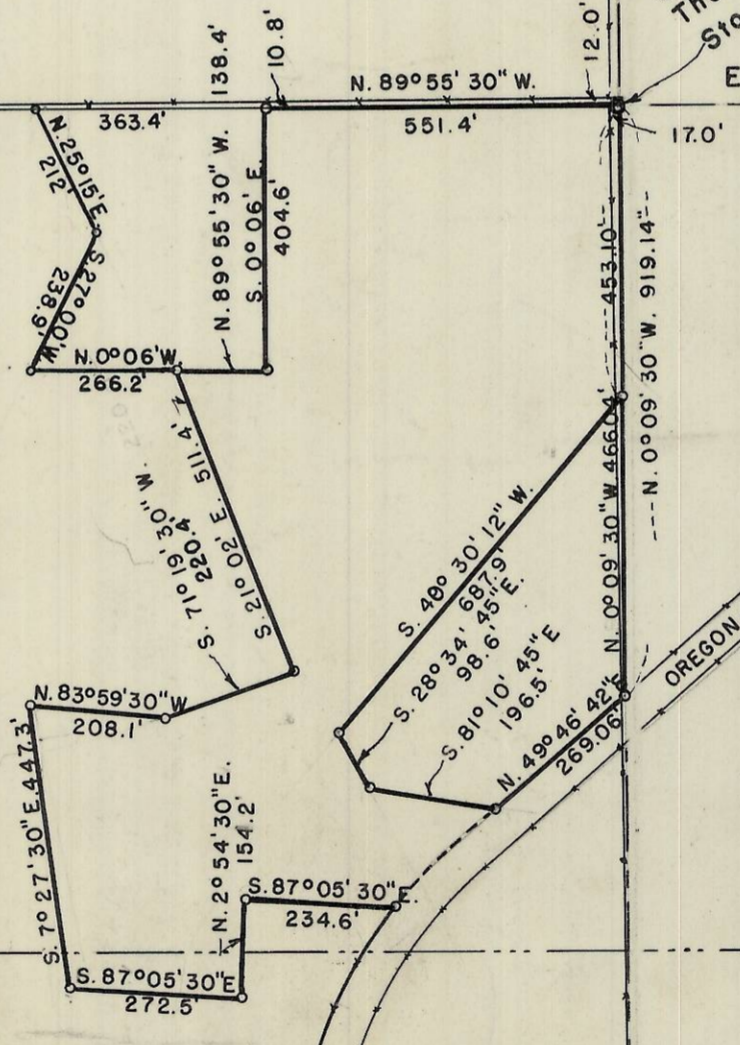 The
Sto
E
138.4'
10.8'
12.0'
N. 89° 55' 30" W.
363.4'
551.4'
17.0'
N. 25° 15' E
212.2'
S. 27° 00' W
238.9'
N. 89° 55' 30" W.
S. 0° 06' E.
404.6'
453.10'
N. 0° 09' 30" W. 919.14"
N. 0° 06' W.
266.2'
S. 21° 02' E. 511.4'
S. 71° 19' 30" W.
220.4'
N. 0° 09' 30" W 466.04'
S. 40° 30' 12" W.
687.9'
S. 28° 34' 45" E.
98.6'
S. 81° 10' 45" E
196.5'
N. 49° 46' 42" E
269.06'
OREGON
N. 83° 59' 30" W
208.1'
S. 7° 27' 30" E. 447.3'
N. 2° 54' 30" E.
154.2'
S. 87° 05' 30" E.
234.6'
S. 87° 05' 30" E
272.5'